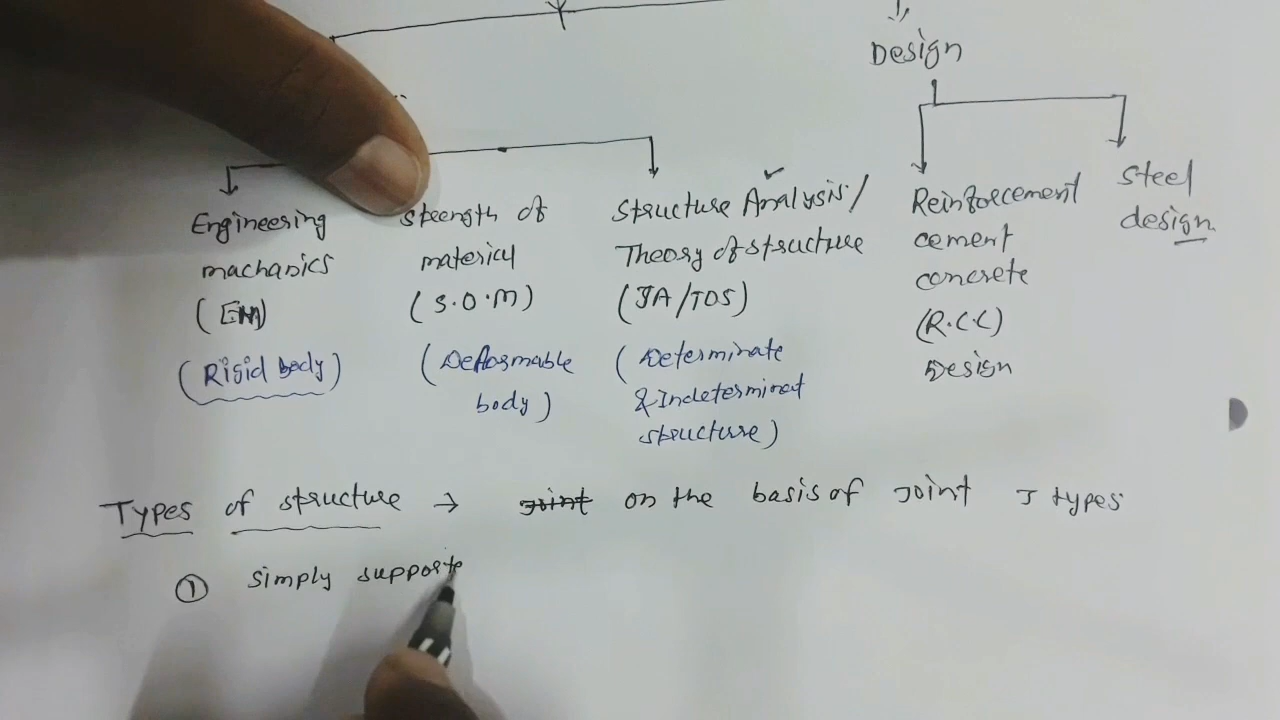 Design
Engineering
machanics
(EM)
(Rigid body)
Strength of
material
(S.O.M)
(Deformable
body)
Structure Analysis/
Theory of structure
(SA/TOS)
(Determinate
& Indeterminat
structure)
Reinforcement
cement
concrete
(R.C.C)
Design
Steel
design
Types of structure → Joint on the basis of Joint 3 types
① Simply supporte